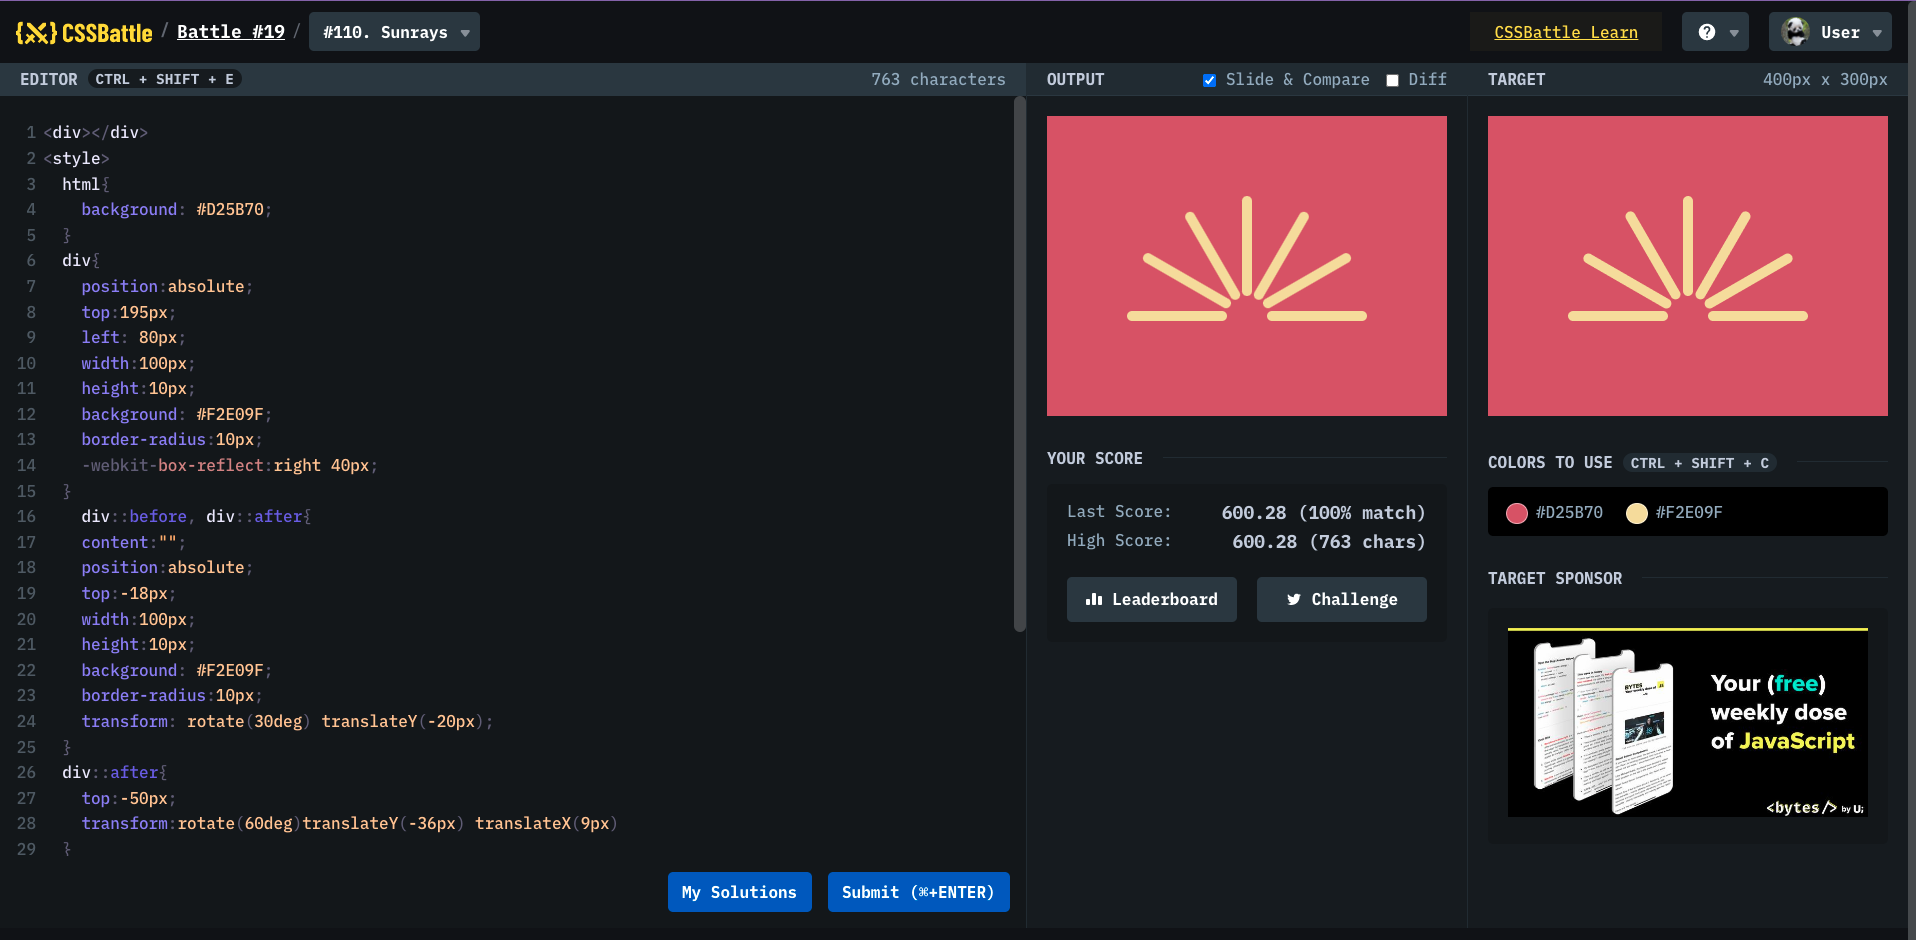 {X} CSSBattle / Battle #19 / #110. Sunrays
CSSBattle Learn
? User
EDITOR CTRL + SHIFT + E 763 characters
1 <div></div>
2 <style>
3 html{
4 background: #D25B70;
5 }
6 div{
7 position:absolute;
8 top:195px;
9 left: 80px;
10 width:100px;
11 height:10px;
12 background: #F2E09F;
13 border-radius:10px;
14 -webkit-box-reflect:right 40px;
15 }
16 div::before, div::after{
17 content:"";
18 position:absolute;
19 top:-18px;
20 width:100px;
21 height:10px;
22 background: #F2E09F;
23 border-radius:10px;
24 transform: rotate(30deg) translateY(-20px);
25 }
26 div::after{
27 top:-50px;
28 transform:rotate(60deg)translateY(-36px) translateX(9px)
29 }
My Solutions Submit (⌘+ENTER)
OUTPUT Slide & Compare Diff
YOUR SCORE
Last Score: 600.28 (100% match)
High Score: 600.28 (763 chars)
Leaderboard Challenge
TARGET 400px x 300px
COLORS TO USE CTRL + SHIFT + C
#D25B70 #F2E09F
TARGET SPONSOR
BYTES
Your (free)
weekly dose
of JavaScript
<bytes/> by U;